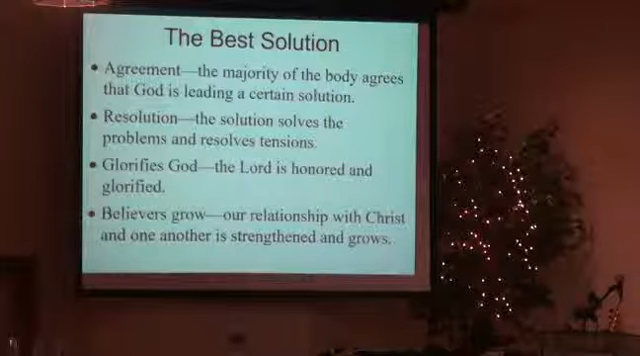 The Best Solution
• Agreement—the majority of the body agrees
that God is leading a certain solution.
• Resolution—the solution solves the
problems and resolves tensions.
• Glorifies God—the Lord is honored and
glorified.
• Believers grow—our relationship with Christ
and one another is strengthened and grows.